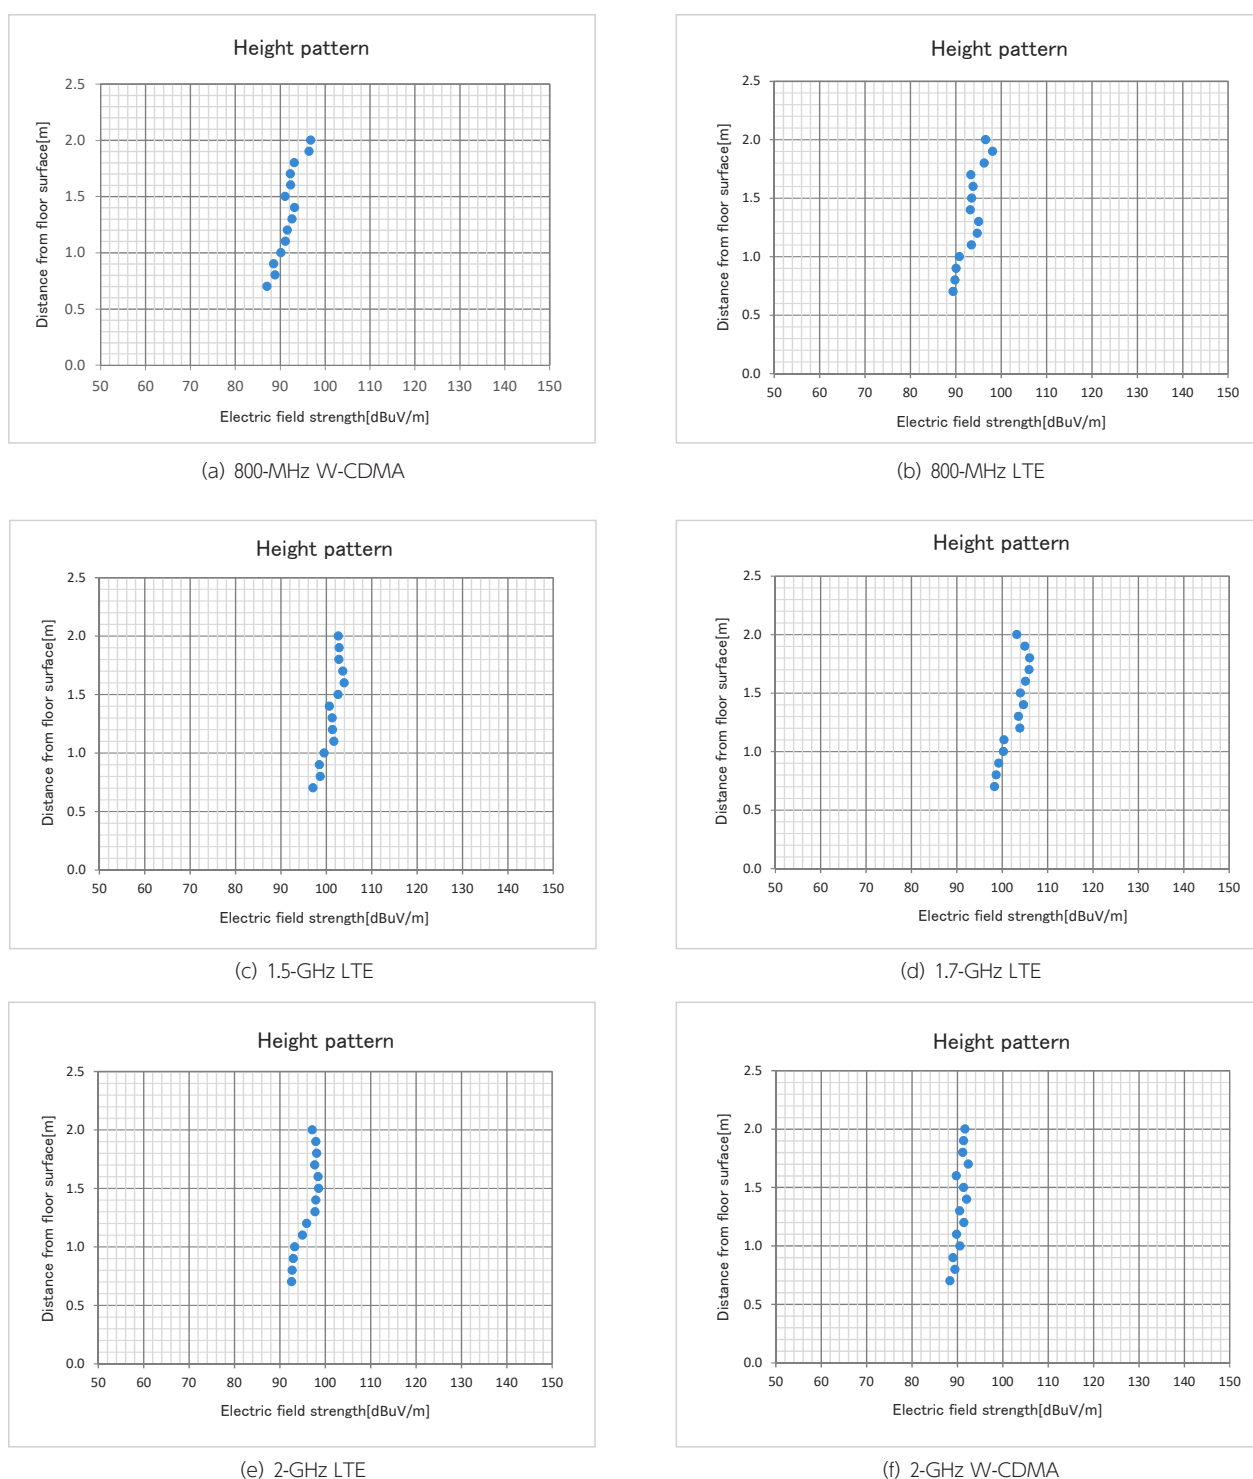 Height pattern
Distance from floor surface[m]
2.5
2.0
1.5
1.0
0.5
0.0
50 60 70 80 90 100 110 120 130 140 150
Electric field strength[dBuV/m]
(a) 800-MHz W-CDMA
Height pattern
Distance from floor surface[m]
2.5
2.0
1.5
1.0
0.5
0.0
50 60 70 80 90 100 110 120 130 140 150
Electric field strength[dBuV/m]
(b) 800-MHz LTE
Height pattern
Distance from floor surface[m]
2.5
2.0
1.5
1.0
0.5
0.0
50 60 70 80 90 100 110 120 130 140 150
Electric field strength[dBuV/m]
(c) 1.5-GHz LTE
Height pattern
Distance from floor surface[m]
2.5
2.0
1.5
1.0
0.5
0.0
50 60 70 80 90 100 110 120 130 140 150
Electric field strength[dBuV/m]
(d) 1.7-GHz LTE
Height pattern
Distance from floor surface[m]
2.5
2.0
1.5
1.0
0.5
0.0
50 60 70 80 90 100 110 120 130 140 150
Electric field strength[dBuV/m]
(e) 2-GHz LTE
Height pattern
Distance from floor surface[m]
2.5
2.0
1.5
1.0
0.5
0.0
50 60 70 80 90 100 110 120 130 140 150
Electric field strength[dBuV/m]
(f) 2-GHz W-CDMA